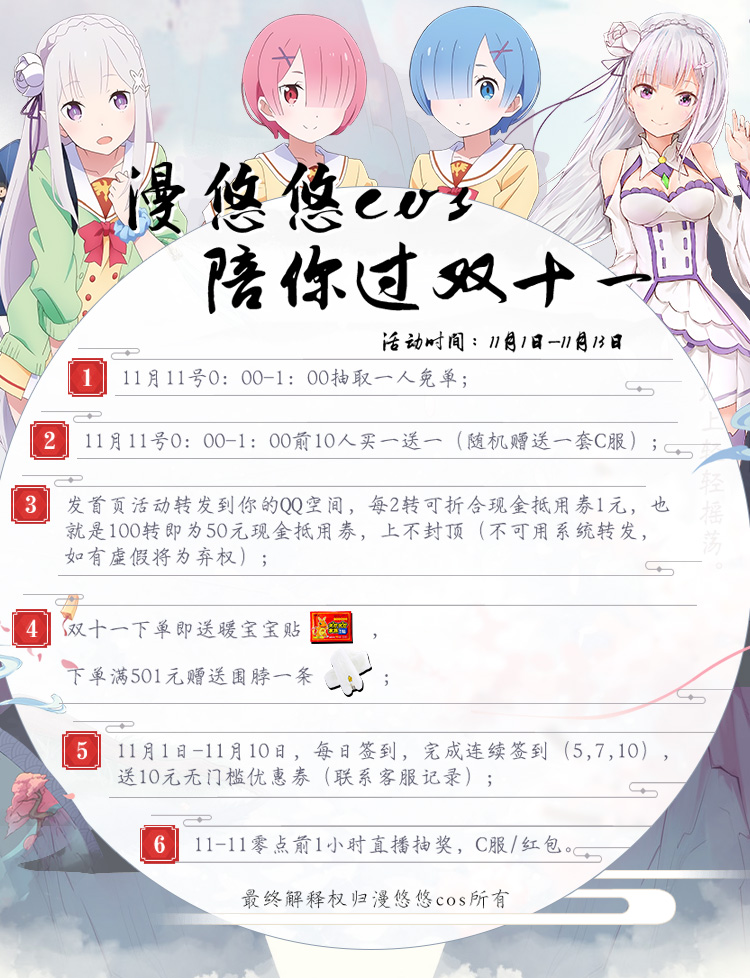 漫悠悠cos
陪你过双十一
活动时间：11月1日-11月13日
1
11月11号0：00-1：00抽取一人免单；
2
11月11号0：00-1：00前10人买一送一（随机赠送一套C服）；
3
发首页活动转发到你的QQ空间，每2转可折合现金抵用券1元，也
就是100转即为50元现金抵用券，上不封顶（不可用系统转发，
如有虚假将为弃权）；
4
双十一下单即送暖宝宝贴 ，
下单满501元赠送围脖一条 ；
5
11月1日-11月10日，每日签到，完成连续签到（5,7,10），
送10元无门槛优惠券（联系客服记录）；
6
11-11零点前1小时直播抽奖，C服/红包。
最终解释权归漫悠悠cos所有
轻摇荡。